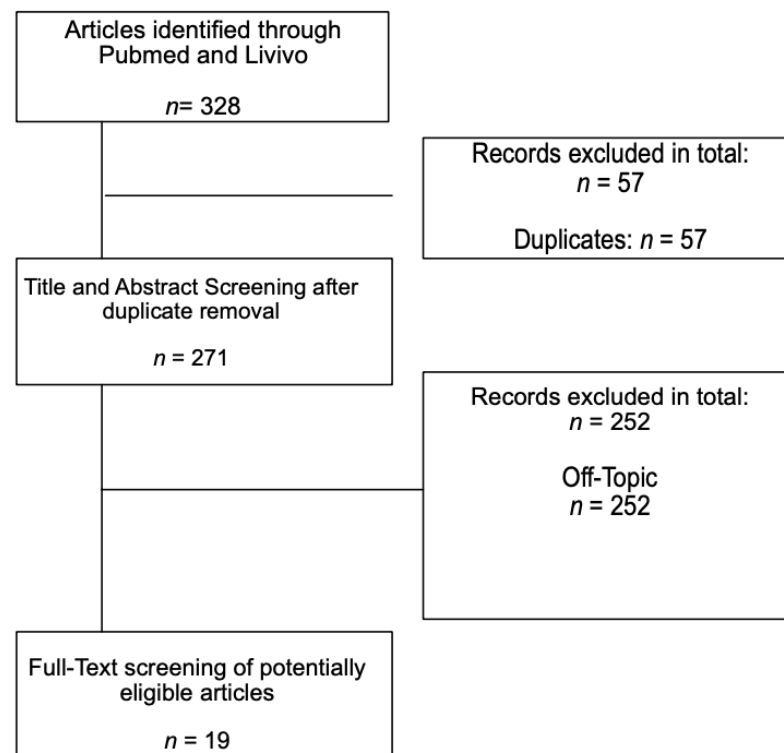 Articles identified through
Pubmed and Livivo
n= 328
Records excluded in total:
n = 57
Duplicates: n = 57
Title and Abstract Screening after
duplicate removal
n = 271
Records excluded in total:
n = 252
Off-Topic
n = 252
Full-Text screening of potentially
eligible articles
n = 19